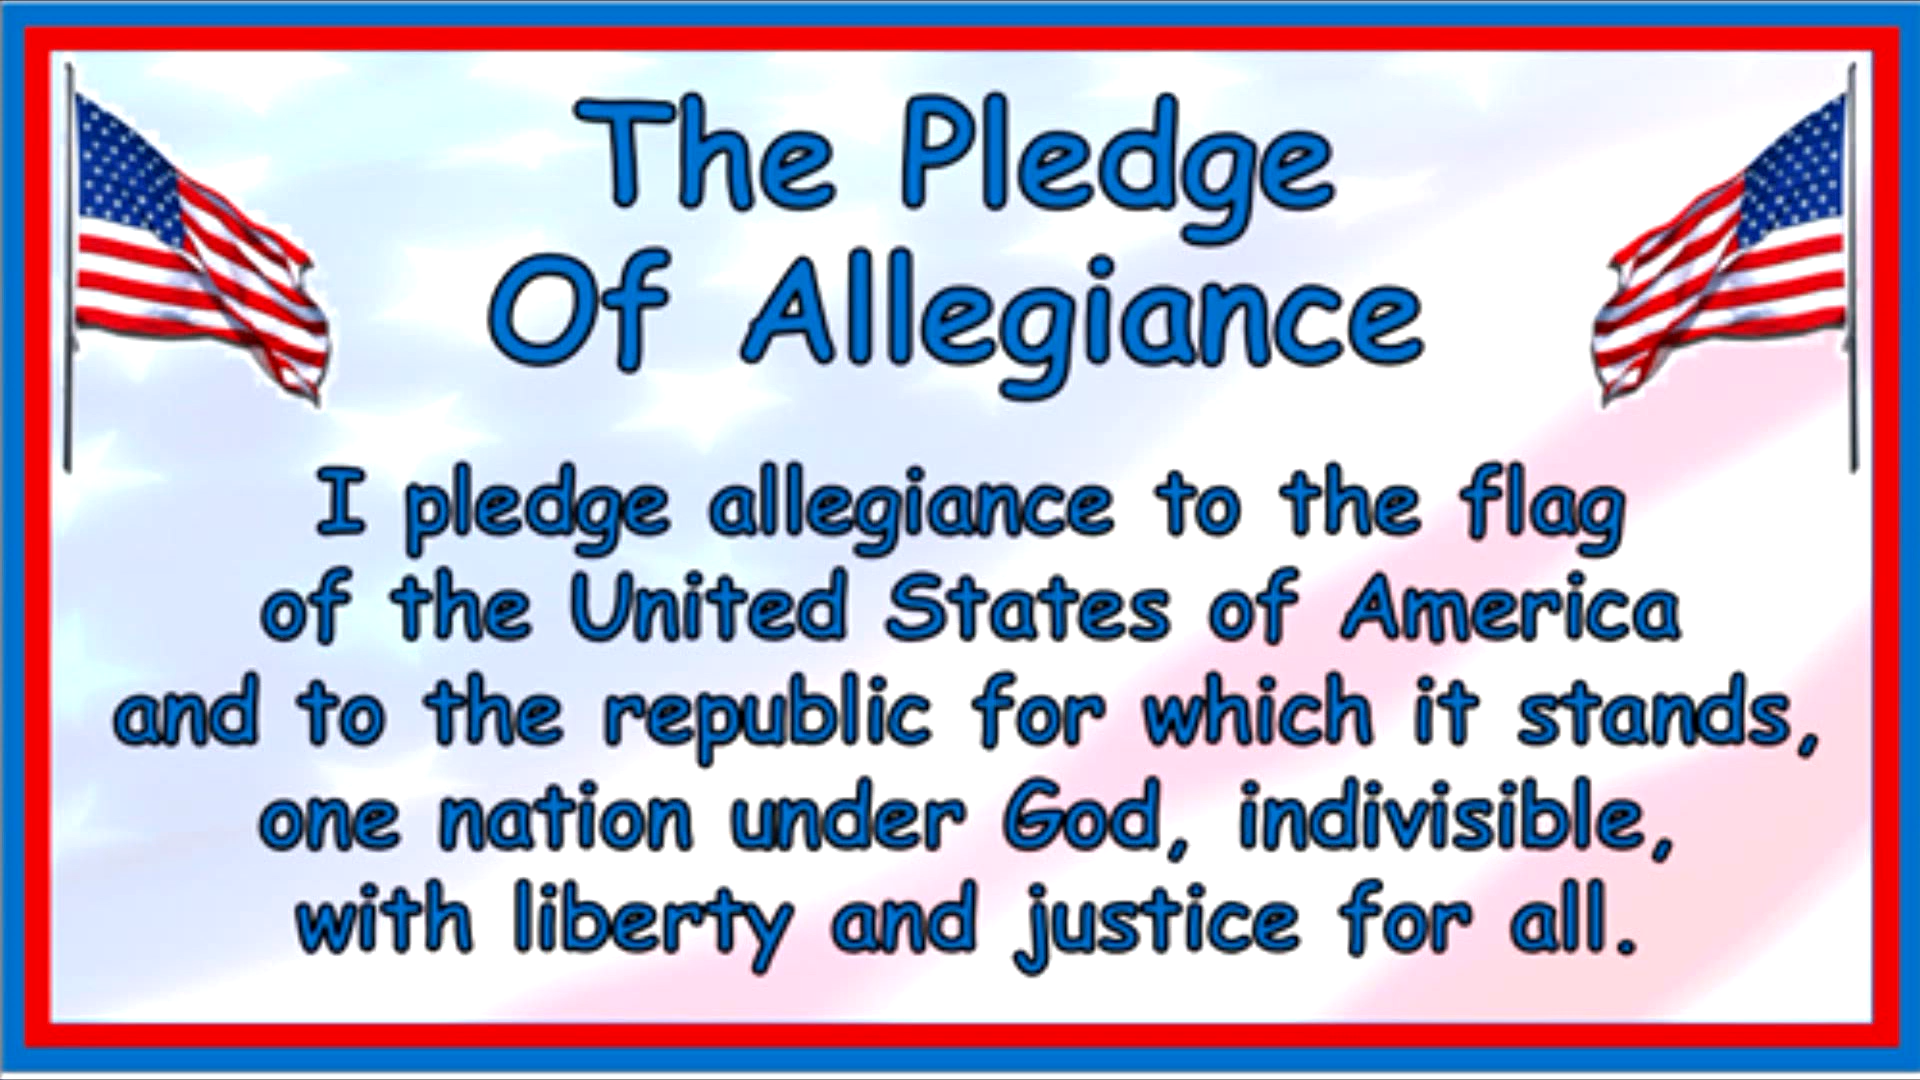 The Pledge
Of Allegiance
I pledge allegiance to the flag
of the United States of America
and to the republic for which it stands,
one nation under God, indivisible,
with liberty and justice for all.